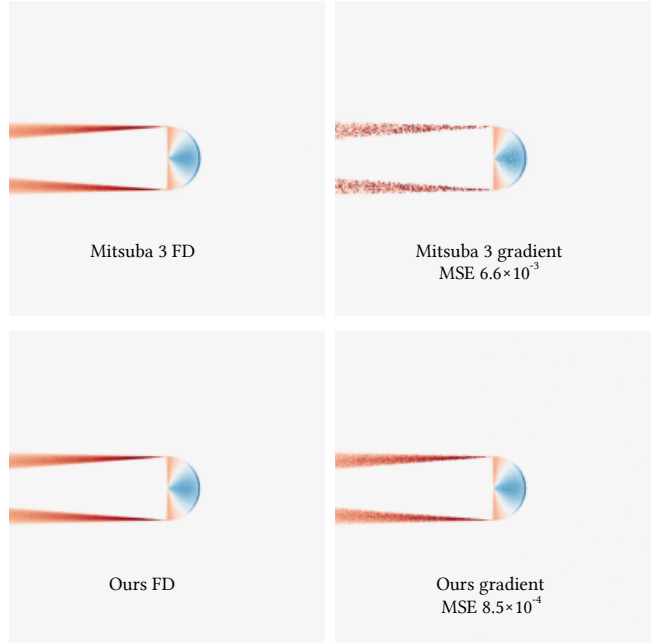 Mitsuba 3 FD
Mitsuba 3 gradient
MSE 6.6×10⁻³
Ours FD
Ours gradient
MSE 8.5×10⁻⁴